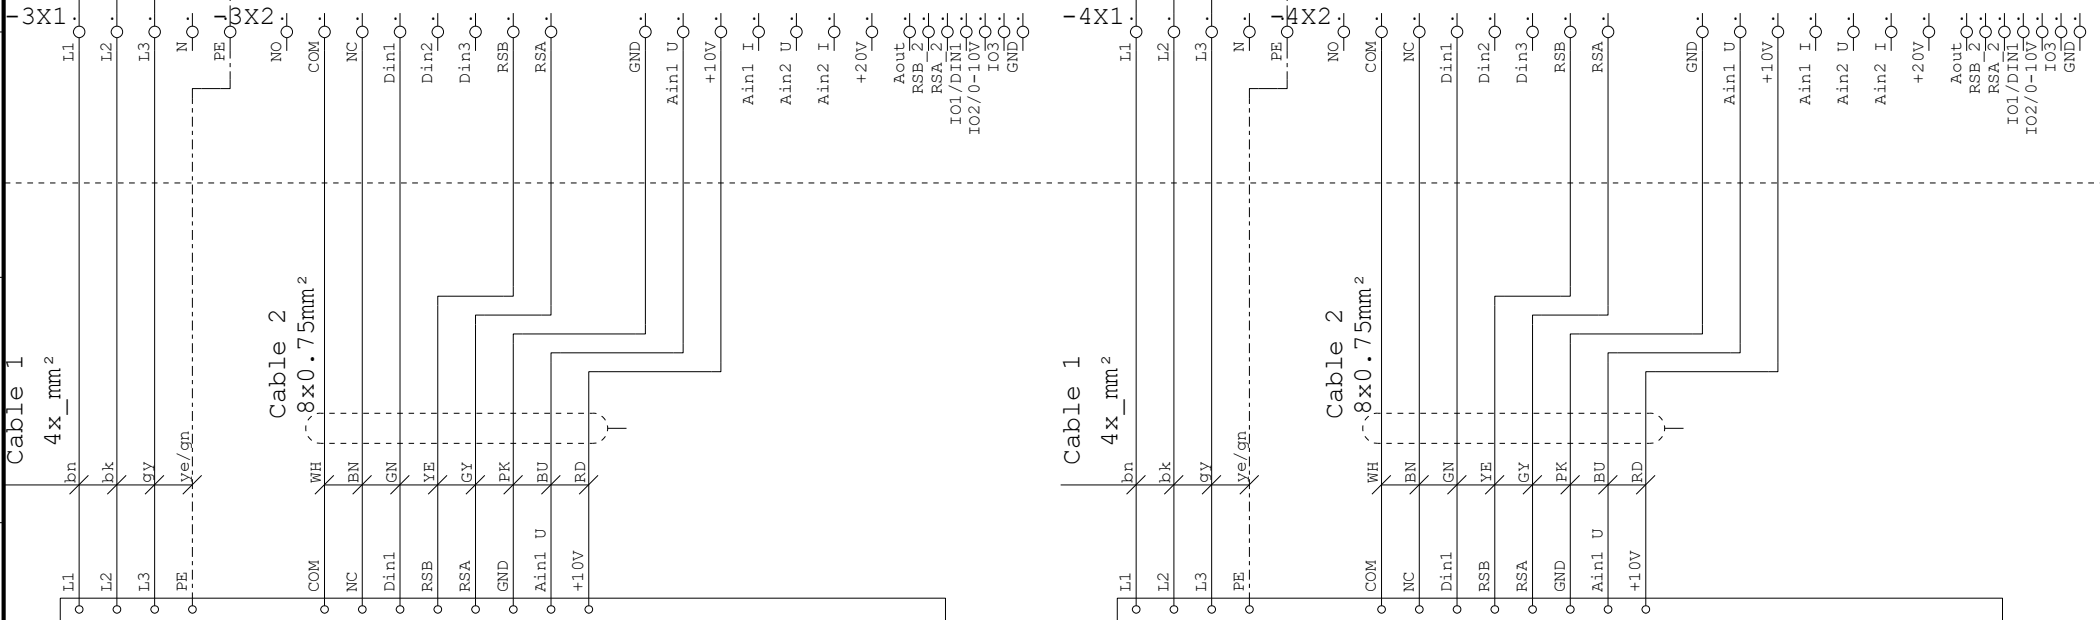 -3X1
L1
L2
L3
N
PE
-3X2
NO
COM
NC
Din1
Din2
Din3
RSB
RSA
GND
Ain1 U
+10V
Ain1 I
Ain2 U
Ain2 I
+20V
Aout
RSB_2
RSA_2
IO1/DIN1
IO2/0-10V
IO3
GND
-4X1
L1
L2
L3
N
PE
-4X2
NO
COM
NC
Din1
Din2
Din3
RSB
RSA
GND
Ain1 U
+10V
Ain1 I
Ain2 U
Ain2 I
+20V
Aout
RSB_2
RSA_2
IO1/DIN1
IO2/0-10V
IO3
GND
Cable 1
4x_mm²
bn
bk
gy
ye/gn
Cable 2
8x0.75mm²
WH
BN
GN
YE
GY
PK
BU
RD
Cable 1
4x_mm²
bn
bk
gy
ye/gn
Cable 2
8x0.75mm²
WH
BN
GN
YE
GY
PK
BU
RD
L1
L2
L3
PE
COM
NC
Din1
RSB
RSA
GND
Ain1 U
+10V
L1
L2
L3
PE
COM
NC
Din1
RSB
RSA
GND
Ain1 U
+10V